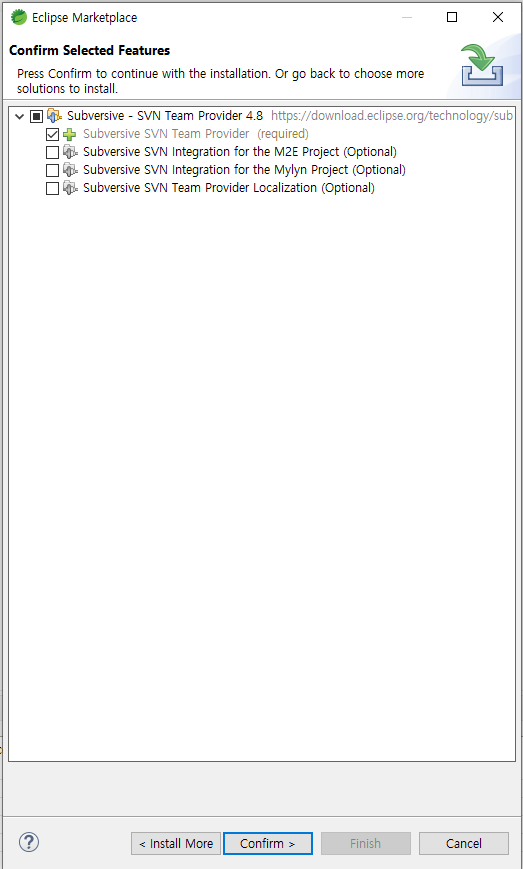 Eclipse Marketplace
Confirm Selected Features
Press Confirm to continue with the installation. Or go back to choose more
solutions to install.
Subversive - SVN Team Provider 4.8 https://download.eclipse.org/technology/sub
Subversive SVN Team Provider (required)
Subversive SVN Integration for the M2E Project (Optional)
Subversive SVN Integration for the Mylyn Project (Optional)
Subversive SVN Team Provider Localization (Optional)
? < Install More Confirm > Finish Cancel